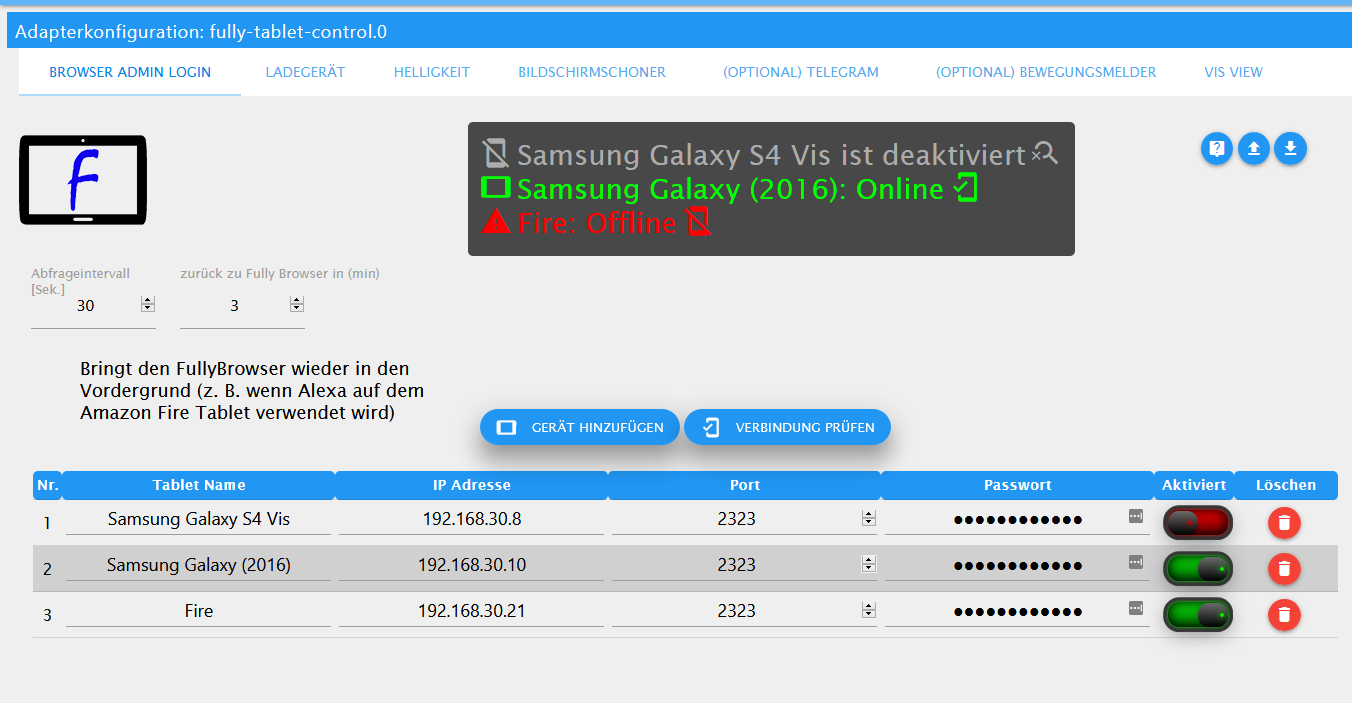 Adapterkonfiguration: fully-tablet-control.0
BROWSER ADMIN LOGIN LADEGERÄT HELLIGKEIT BILDSCHIRMSCHONER (OPTIONAL) TELEGRAM (OPTIONAL) BEWEGUNGSMELDER VIS VIEW
f
Samsung Galaxy S4 Vis ist deaktiviert
Samsung Galaxy (2016): Online
Fire: Offline
Abfrageintervall
[Sek.]
zurück zu Fully Browser in (min)
30 3
Bringt den FullyBrowser wieder in den
Vordergrund (z. B. wenn Alexa auf dem
Amazon Fire Tablet verwendet wird)
GERÄT HINZUFÜGEN VERBINDUNG PRÜFEN
Nr. Tablet Name IP Adresse Port Passwort Aktiviert Löschen
1 Samsung Galaxy S4 Vis 192.168.30.8 2323 ●●●●●●●●●●●●
2 Samsung Galaxy (2016) 192.168.30.10 2323 ●●●●●●●●●●●●
3 Fire 192.168.30.21 2323 ●●●●●●●●●●●●